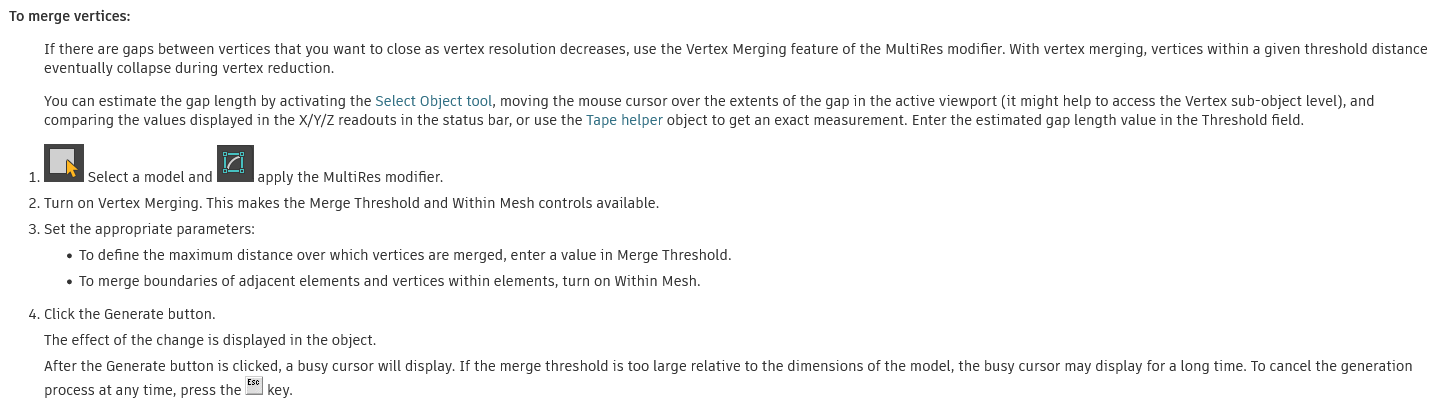 To merge vertices:
If there are gaps between vertices that you want to close as vertex resolution decreases, use the Vertex Merging feature of the MultiRes modifier. With vertex merging, vertices within a given threshold distance
eventually collapse during vertex reduction.
You can estimate the gap length by activating the Select Object tool, moving the mouse cursor over the extents of the gap in the active viewport (it might help to access the Vertex sub-object level), and
comparing the values displayed in the X/Y/Z readouts in the status bar, or use the Tape helper object to get an exact measurement. Enter the estimated gap length value in the Threshold field.
1. Select a model and apply the MultiRes modifier.
2. Turn on Vertex Merging. This makes the Merge Threshold and Within Mesh controls available.
3. Set the appropriate parameters:
• To define the maximum distance over which vertices are merged, enter a value in Merge Threshold.
• To merge boundaries of adjacent elements and vertices within elements, turn on Within Mesh.
4. Click the Generate button.
The effect of the change is displayed in the object.
After the Generate button is clicked, a busy cursor will display. If the merge threshold is too large relative to the dimensions of the model, the busy cursor may display for a long time. To cancel the generation
process at any time, press the Esc key.